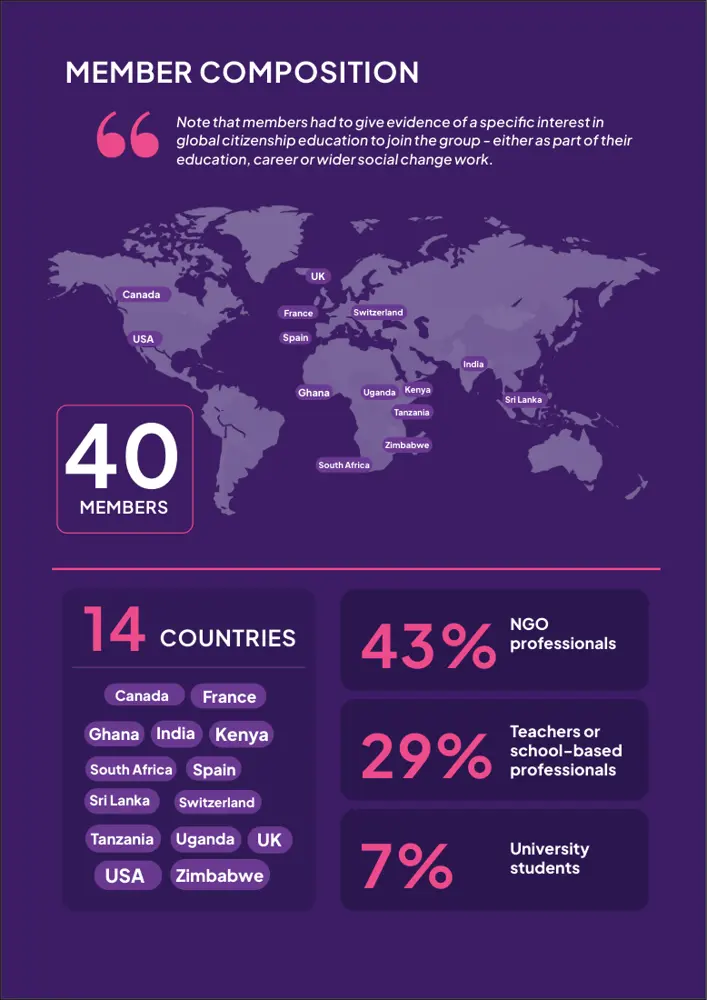 MEMBER COMPOSITION
“
Note that members had to give evidence of a specific interest in
global citizenship education to join the group - either as part of their
education, career or wider social change work.
UK
Canada
France
Switzerland
USA
Spain
India
Ghana
Uganda
Kenya
Sri Lanka
Tanzania
Zimbabwe
South Africa
40
MEMBERS
14 COUNTRIES
Canada France
Ghana India Kenya
South Africa Spain
Sri Lanka Switzerland
Tanzania Uganda UK
USA Zimbabwe
43%
NGO
professionals
29%
Teachers or
school-based
professionals
7%
University
students